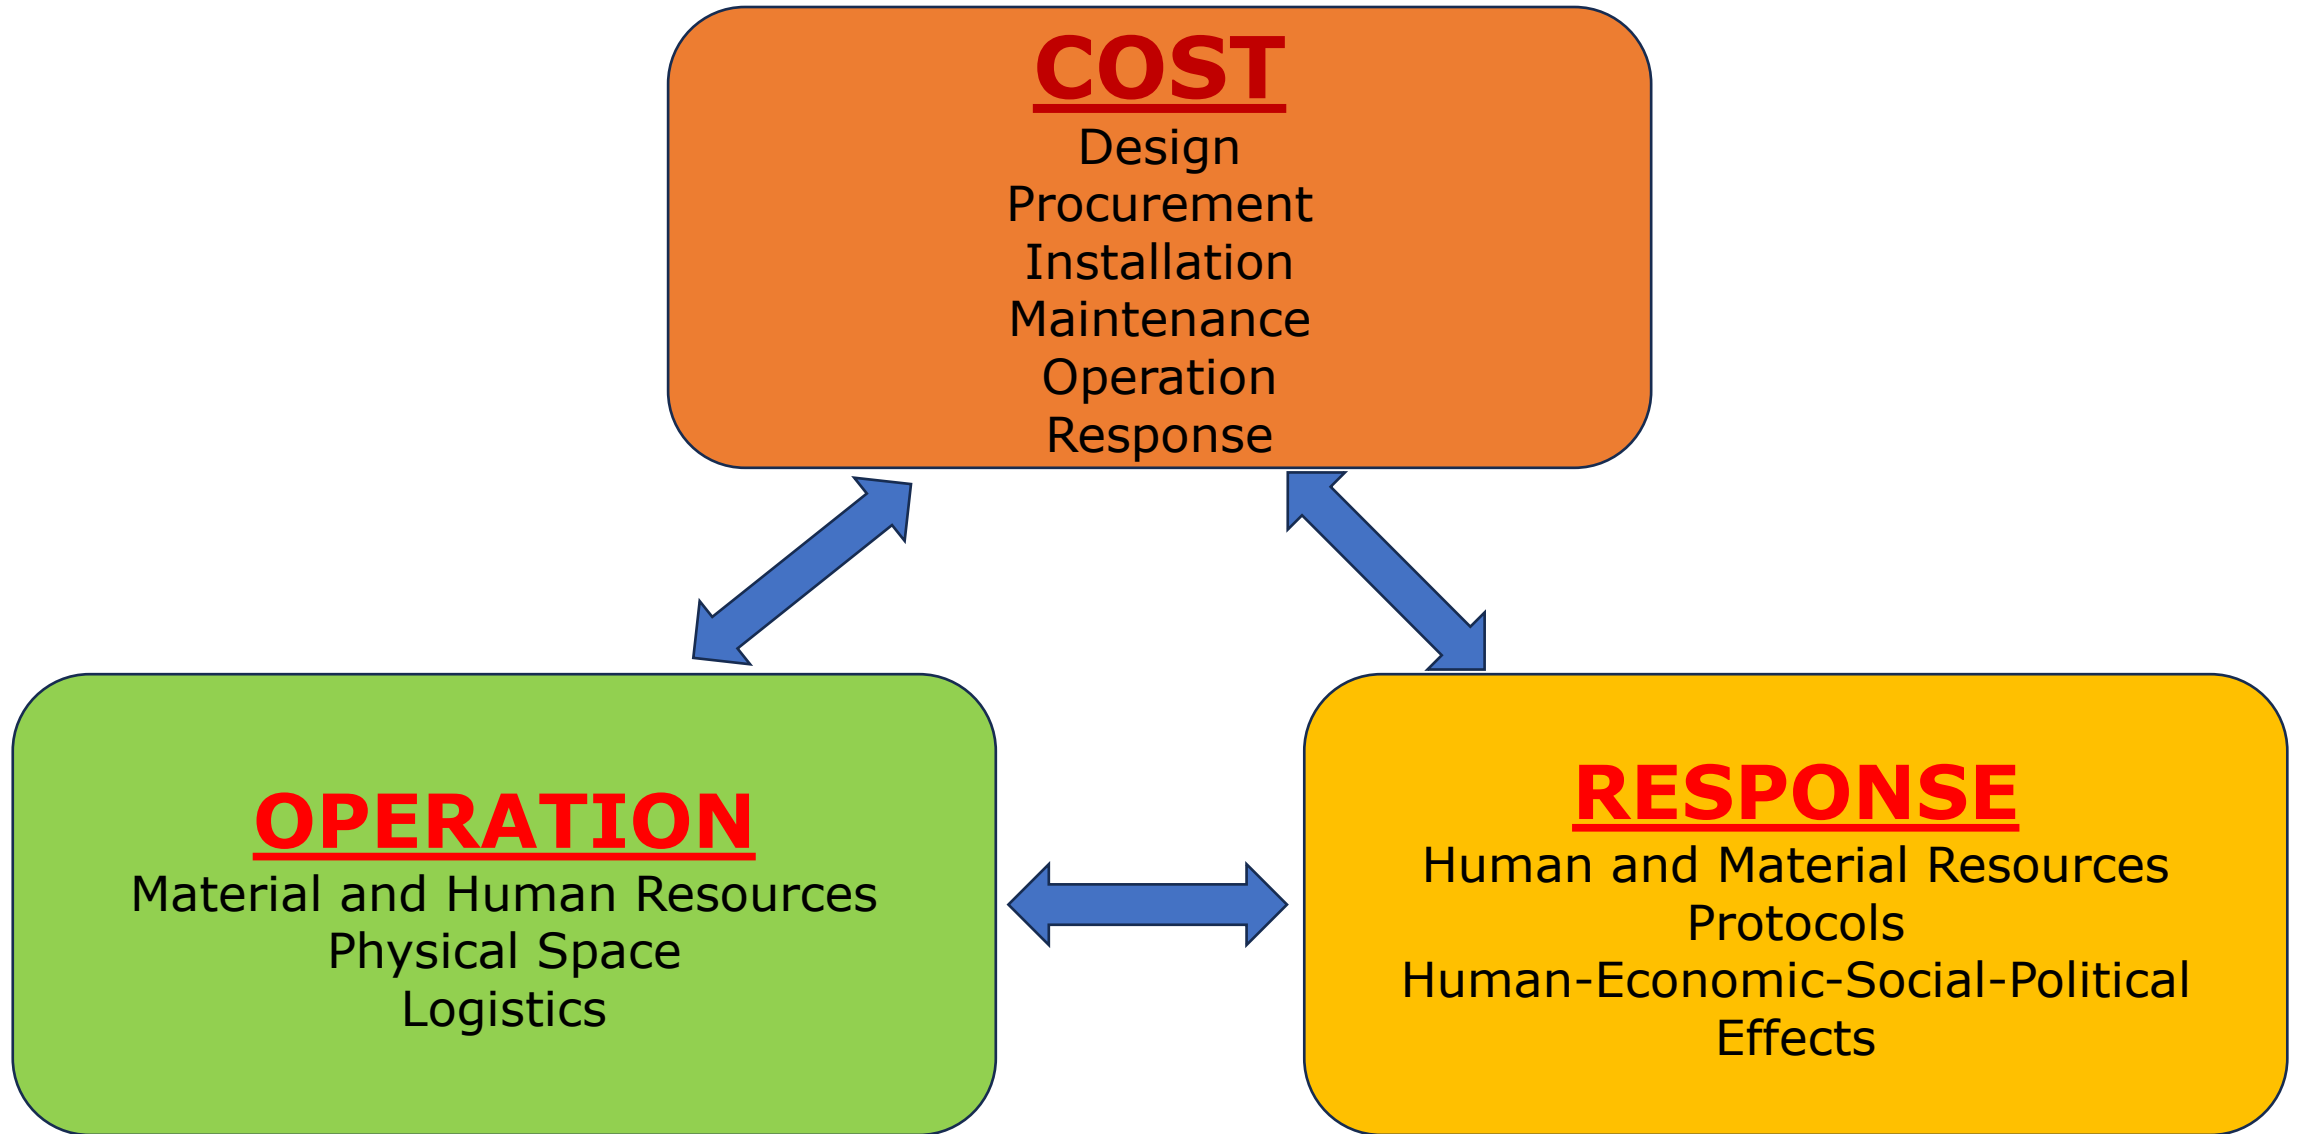 COST
Design
Procurement
Installation
Maintenance
Operation
Response
OPERATION
Material and Human Resources
Physical Space
Logistics
RESPONSE
Human and Material Resources
Protocols
Human-Economic-Social-Political
Effects